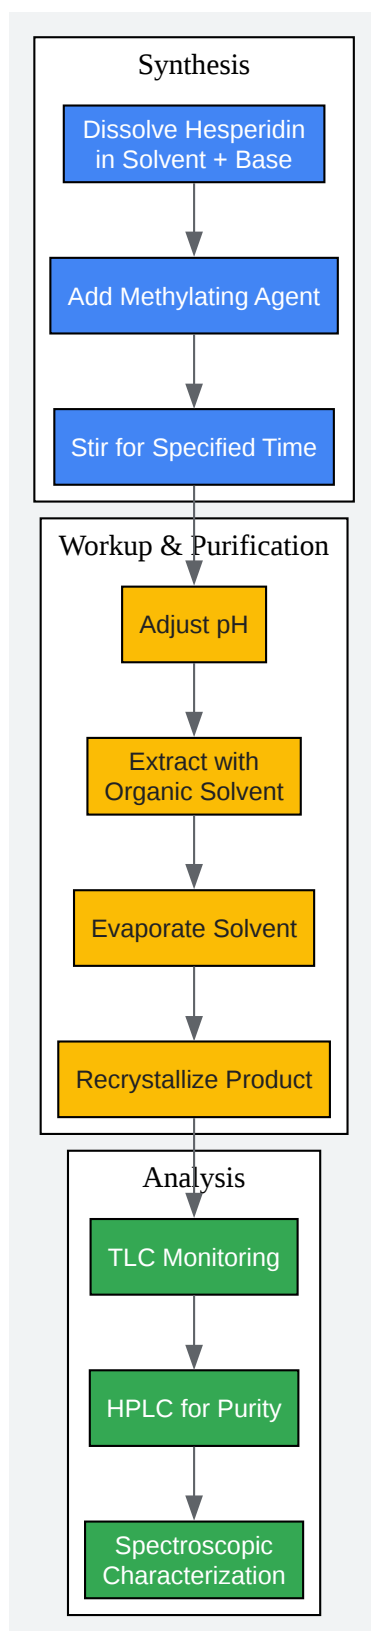 Synthesis
Dissolve Hesperidin
in Solvent + Base
Add Methylating Agent
Stir for Specified Time
Workup & Purification
Adjust pH
Extract with
Organic Solvent
Evaporate Solvent
Recrystallize Product
Analysis
TLC Monitoring
HPLC for Purity
Spectroscopic
Characterization